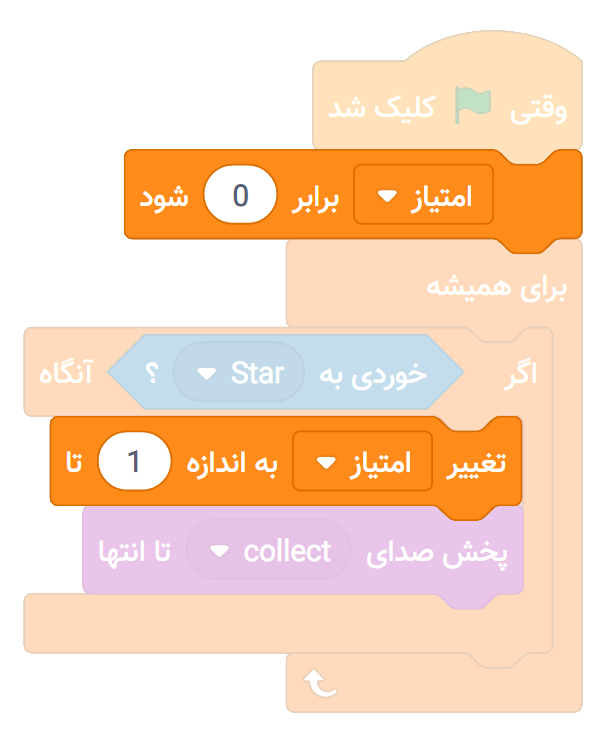 وقتی کلیک شد
امتیاز برابر 0 شود
برای همیشه
اگر خوردی به Star ؟ آنگاه
تغییر امتیاز به اندازه 1 تا
پخش صدای collect تا انتها